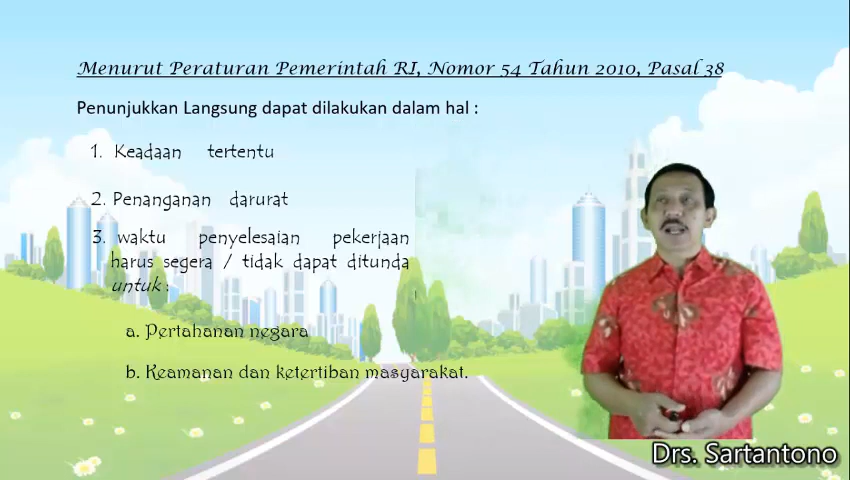 Menurut Peraturan Pemerintah RI, Nomor 54 Tahun 2010, Pasal 38
Penunjukkan Langsung dapat dilakukan dalam hal :
1. Keadaan tertentu
2. Penanganan darurat
3. waktu penyelesaian pekerjaan
harus segera / tidak dapat ditunda
untuk :
a. Pertahanan negara
b. Keamanan dan ketertiban masyarakat.
Drs. Sartantono